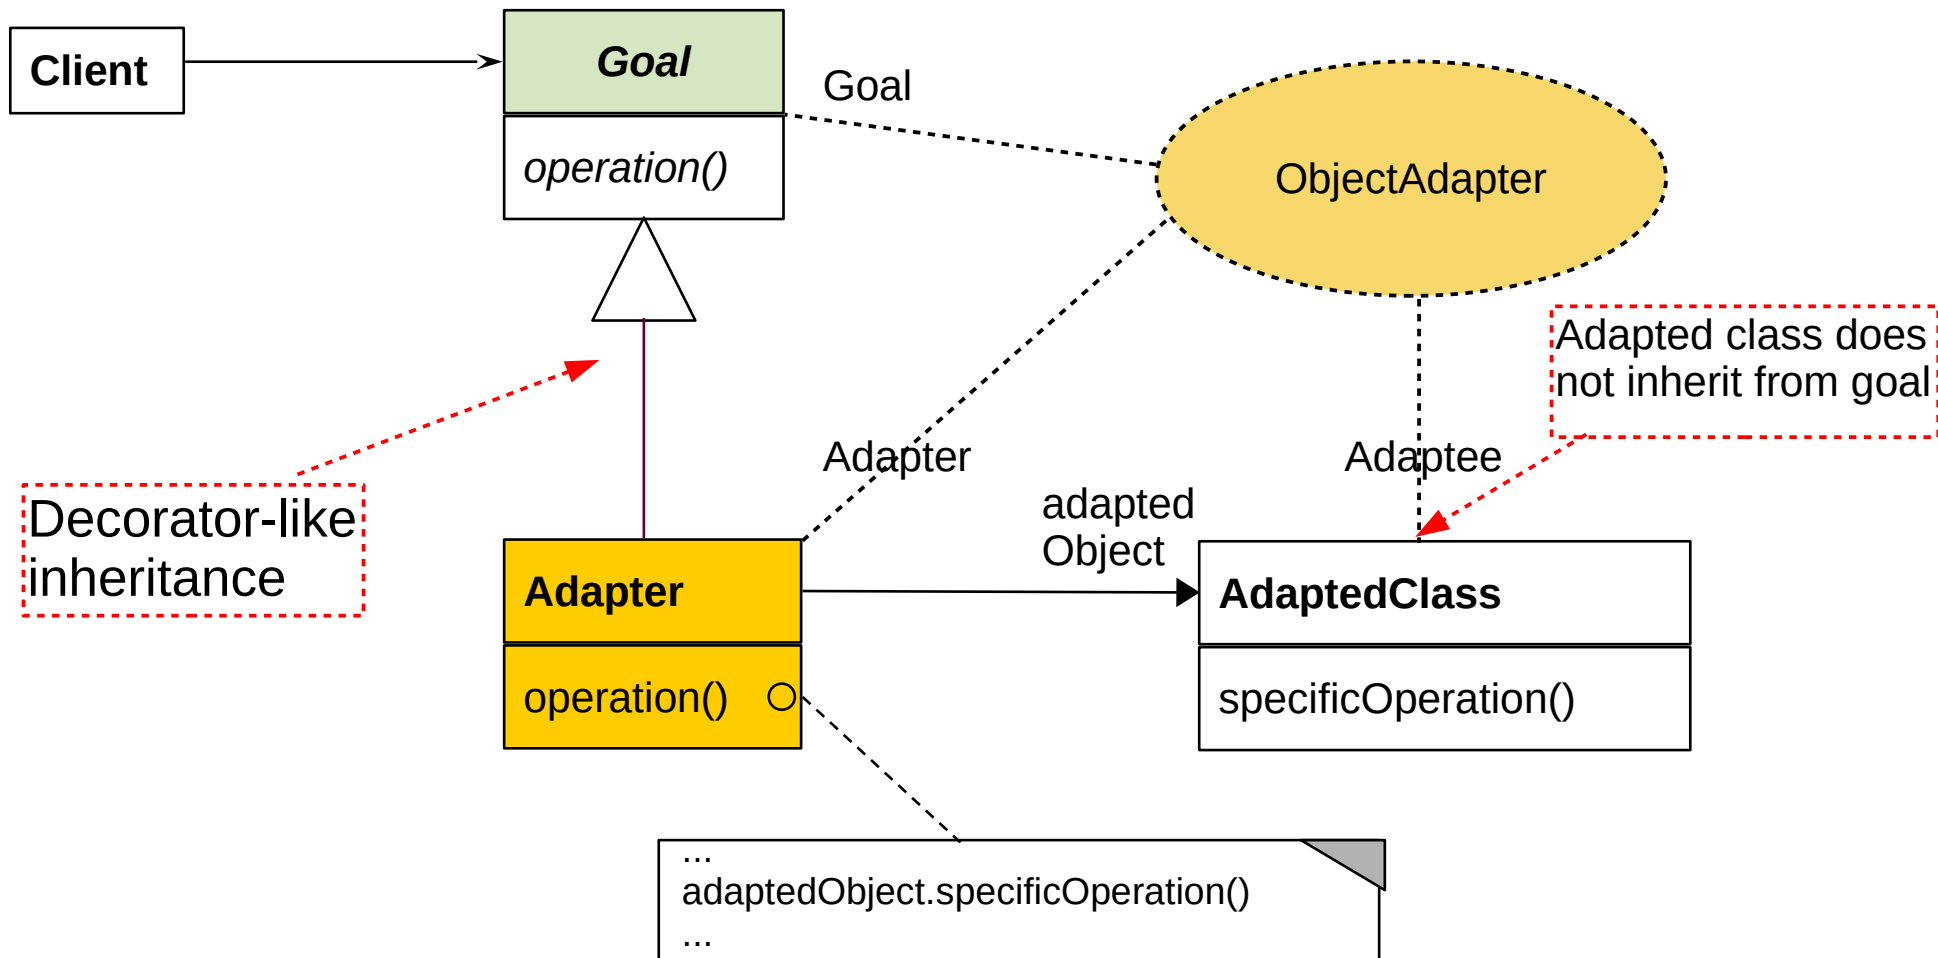 Client
Goal
operation()
Goal
ObjectAdapter
Adapted class does
not inherit from goal
Adapter
Adaptee
Decorator-like
inheritance
adapted
Object
Adapter
operation()
AdaptedClass
specificOperation()
...
adaptedObject.specificOperation()
...